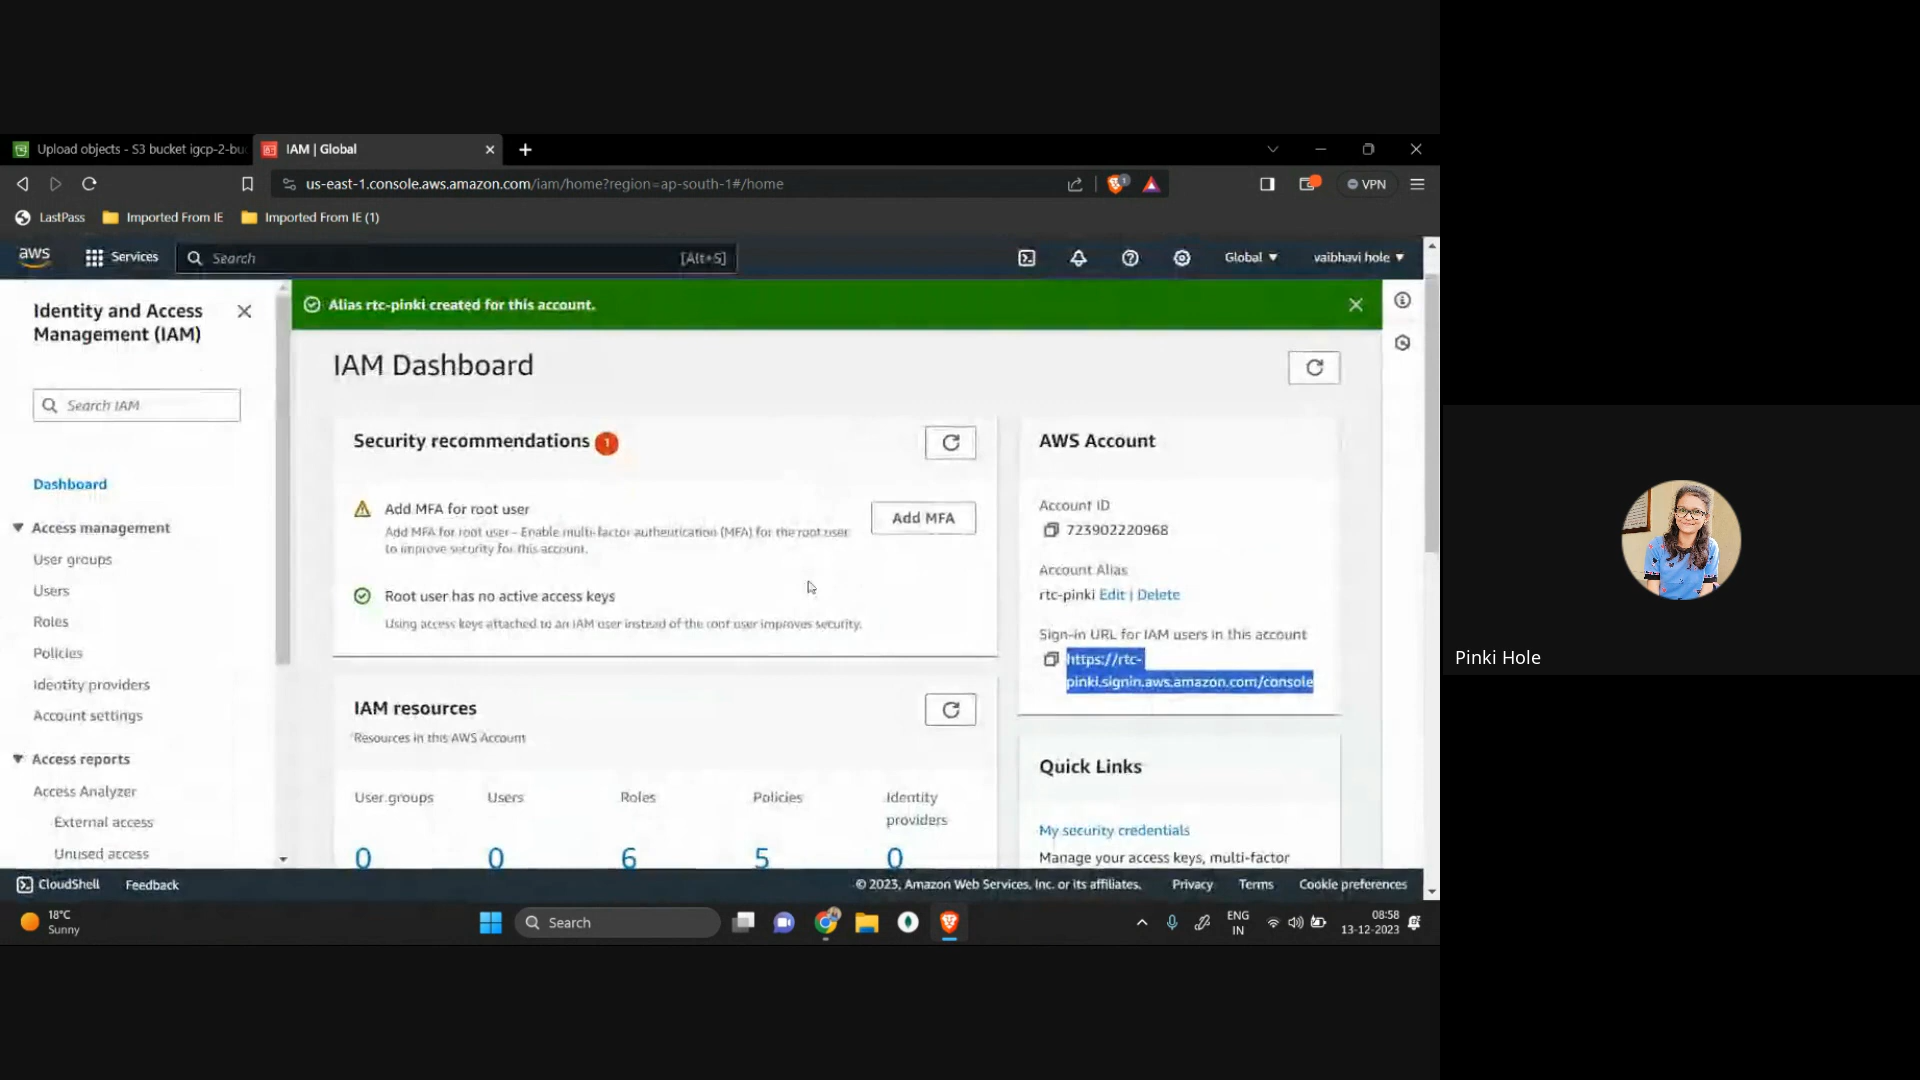 Upload objects - S3 bucket igcp-2-bu
IAM | Global
us-east-1.console.aws.amazon.com/iam/home?region=ap-south-1#/home
1
VPN
LastPass
Imported From IE
Imported From IE (1)
aws
Services
Search
[Alt+S]
Global
vaibhavi hole
Identity and Access
Management (IAM)
Search IAM
Dashboard
Access management
User groups
Users
Roles
Policies
Identity providers
Account settings
Access reports
Access Analyzer
External access
Unused access
Alias rtc-pinki created for this account.
IAM Dashboard
Security recommendations 1
Add MFA for root user
Add MFA for root user - Enable multi-factor authentication (MFA) for the root user
to improve security for this account.
Add MFA
Root user has no active access keys
Using access keys attached to an IAM user instead of the root user improves security.
IAM resources
Resources in this AWS Account
User groups
Users
Roles
Policies
Identity
providers
0
0
6
5
0
AWS Account
Account ID
723902220968
Account Alias
rtc-pinki Edit | Delete
Sign-in URL for IAM users in this account
https://rtc-
pinki.signin.aws.amazon.com/console
Quick Links
My security credentials
Manage your access keys, multi-factor
CloudShell
Feedback
© 2023, Amazon Web Services, Inc. or its affiliates.
Privacy
Terms
Cookie preferences
18°C
Sunny
Search
ENG
IN
08:58
13-12-2023
Pinki Hole